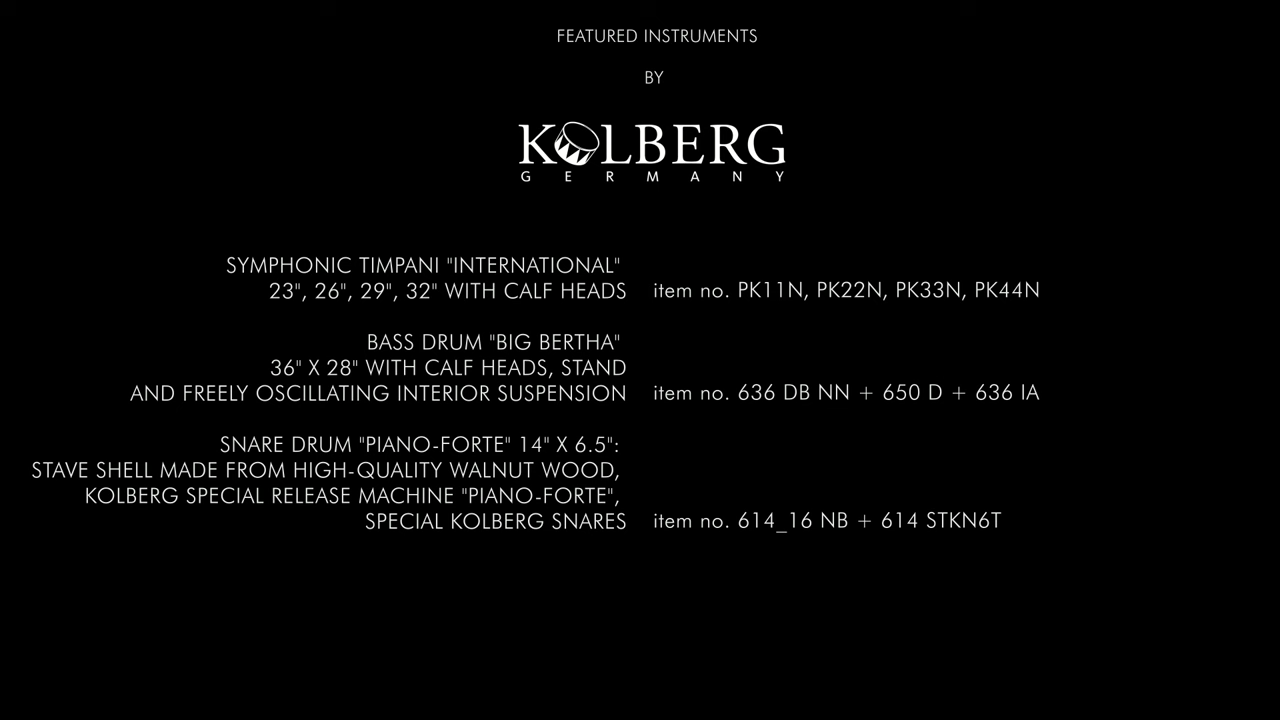 FEATURED INSTRUMENTS
BY
KOLBERG
GERMANY
SYMPHONIC TIMPANI "INTERNATIONAL"
23", 26", 29", 32" WITH CALF HEADS item no. PK11N, PK22N, PK33N, PK44N
BASS DRUM "BIG BERTHA"
36" X 28" WITH CALF HEADS, STAND
AND FREELY OSCILLATING INTERIOR SUSPENSION item no. 636 DB NN + 650 D + 636 IA
SNARE DRUM "PIANO-FORTE" 14" X 6.5":
STAVE SHELL MADE FROM HIGH-QUALITY WALNUT WOOD,
KOLBERG SPECIAL RELEASE MACHINE "PIANO-FORTE",
SPECIAL KOLBERG SNARES item no. 614_16 NB + 614 STKN6T